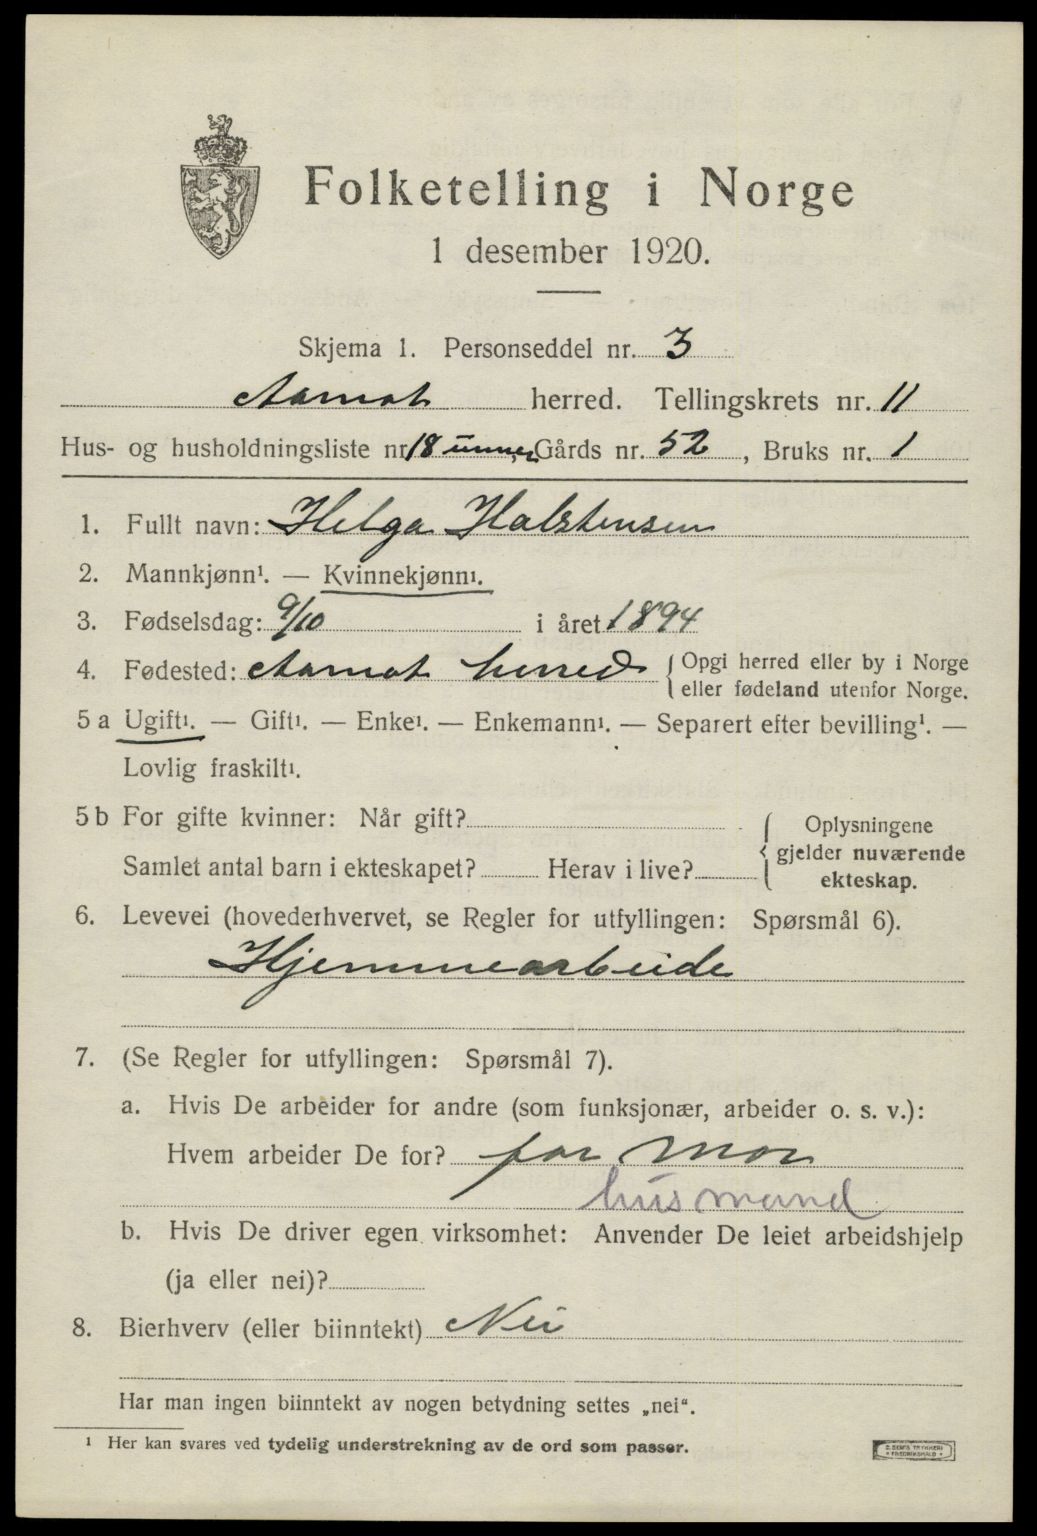 Folketelling i Norge
1 desember 1920.
Skjema 1. Personseddel nr. 3
Aamot herred. Tellingskrets nr. 11
Hus- og husholdningsliste nr. 18 Gårds nr. 52, Bruks nr. 1
1. Fullt navn: Helga Halstensen
2. Mannkjønn¹. — Kvinnekjønn¹.
3. Fødselsdag: 9/10 i året 1894
4. Fødested: Aamot herred { Opgi herred eller by i Norge
eller fødeland utenfor Norge.
5 a Ugift¹. — Gift¹. — Enke¹. — Enkemann¹. — Separert efter bevilling¹. —
Lovlig fraskilt¹.
5 b For gifte kvinner: Når gift? { Oplysningene
gjelder nuværende
Samlet antal barn i ekteskapet? Herav i live?
ekteskap.
6. Levevei (hovederhvervet, se Regler for utfyllingen: Spørsmål 6).
Hjemmearbeide
7. (Se Regler for utfyllingen: Spørsmål 7).
a. Hvis De arbeider for andre (som funksjonær, arbeider o. s. v.):
Hvem arbeider De for? for mor
husmand
b. Hvis De driver egen virksomhet: Anvender De leiet arbeidshjelp
(ja eller nei)?
8. Bierhverv (eller biinntekt) Nei
Har man ingen biinntekt av nogen betydning settes „nei“.
¹ Her kan svares ved tydelig understrekning av de ord som passer.